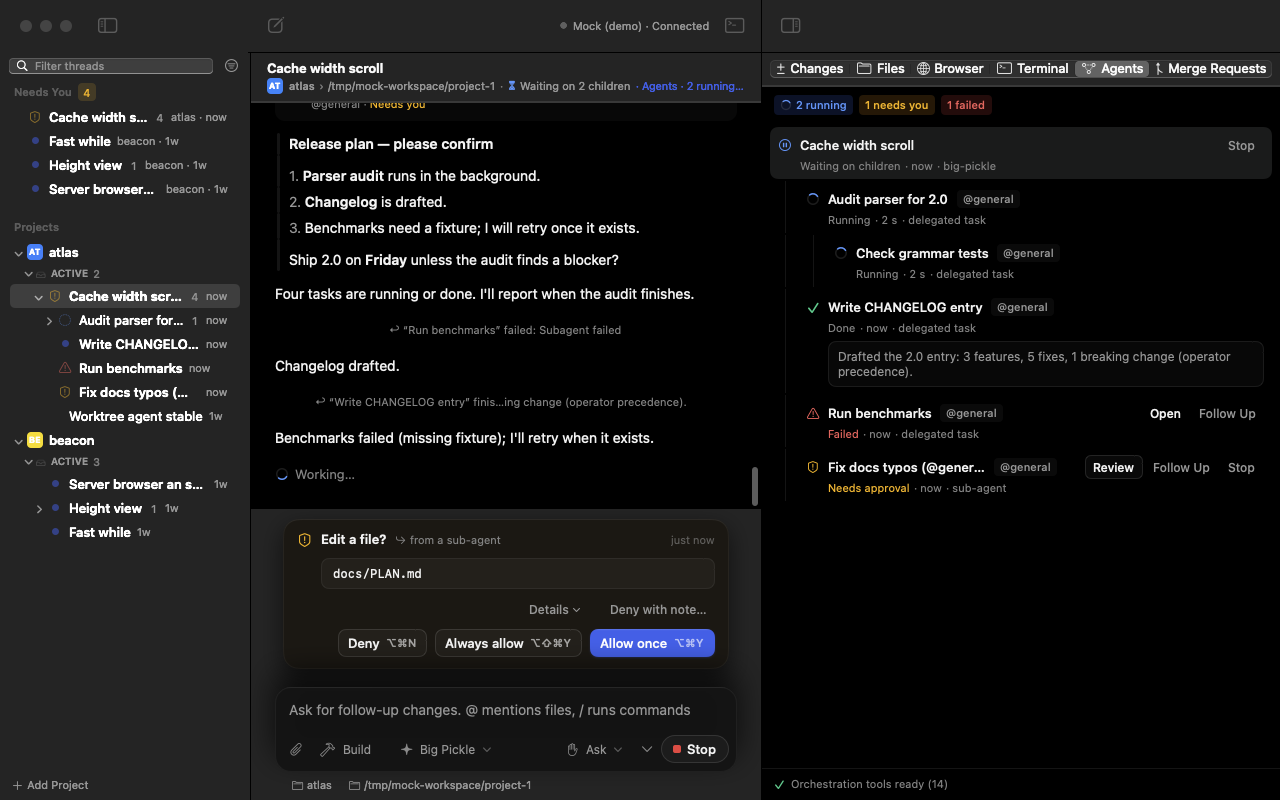 Mock (demo) · Connected
Filter threads
Needs You 4
Cache width s... 4 atlas · now
Fast while beacon · 1w
Height view 1 beacon · 1w
Server browser... beacon · 1w
Projects
AT atlas
ACTIVE 2
Cache width scr... 4 now
Audit parser for... 1 now
Write CHANGELO... now
Run benchmarks now
Fix docs typos (... now
Worktree agent stable 1w
BE beacon
ACTIVE 3
Server browser an s... 1w
Height view 1 1w
Fast while 1w
+ Add Project
Cache width scroll
AT atlas › /tmp/mock-workspace/project-1 · Waiting on 2 children · Agents · 2 running...
@general · Needs you
Release plan — please confirm
1. Parser audit runs in the background.
2. Changelog is drafted.
3. Benchmarks need a fixture; I will retry once it exists.
Ship 2.0 on Friday unless the audit finds a blocker?
Four tasks are running or done. I'll report when the audit finishes.
↩ "Run benchmarks" failed: Subagent failed
Changelog drafted.
↩ "Write CHANGELOG entry" finis...ing change (operator precedence).
Benchmarks failed (missing fixture); I'll retry when it exists.
Working...
Edit a file? ↪ from a sub-agent just now
docs/PLAN.md
Details Deny with note...
Deny ⌥⌘N Always allow ⌥⇧⌘Y Allow once ⌥⌘Y
Ask for follow-up changes. @ mentions files, / runs commands
Build Big Pickle Ask Stop
atlas /tmp/mock-workspace/project-1
Changes Files Browser Terminal Agents Merge Requests
2 running 1 needs you 1 failed
Cache width scroll Stop
Waiting on children · now · big-pickle
Audit parser for 2.0 @general
Running · 2 s · delegated task
Check grammar tests @general
Running · 2 s · delegated task
Write CHANGELOG entry @general
Done · now · delegated task
Drafted the 2.0 entry: 3 features, 5 fixes, 1 breaking change (operator
precedence).
Run benchmarks @general Open Follow Up
Failed · now · delegated task
Fix docs typos (@gener... @general Review Follow Up Stop
Needs approval · now · sub-agent
Orchestration tools ready (14)